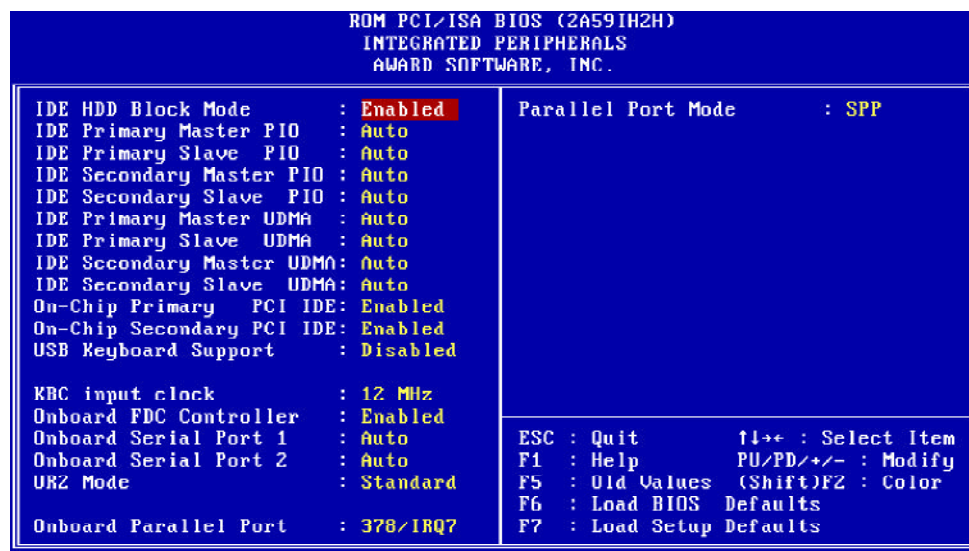 ROM PCI/ISA BIOS (2A59IH2H)
INTEGRATED PERIPHERALS
AWARD SOFTWARE, INC.
IDE HDD Block Mode : Enabled
IDE Primary Master PIO : Auto
IDE Primary Slave PIO : Auto
IDE Secondary Master PIO : Auto
IDE Secondary Slave PIO : Auto
IDE Primary Master UDMA : Auto
IDE Primary Slave UDMA : Auto
IDE Secondary Master UDMA: Auto
IDE Secondary Slave UDMA: Auto
On-Chip Primary PCI IDE: Enabled
On-Chip Secondary PCI IDE: Enabled
USB Keyboard Support : Disabled
KBC input clock : 12 MHz
Onboard FDC Controller : Enabled
Onboard Serial Port 1 : Auto
Onboard Serial Port 2 : Auto
UR2 Mode : Standard
Onboard Parallel Port : 378/IRQ7
Parallel Port Mode : SPP
ESC : Quit ↑↓→← : Select Item
F1 : Help PU/PD/+/- : Modify
F5 : Old Values (Shift)F2 : Color
F6 : Load BIOS Defaults
F7 : Load Setup Defaults